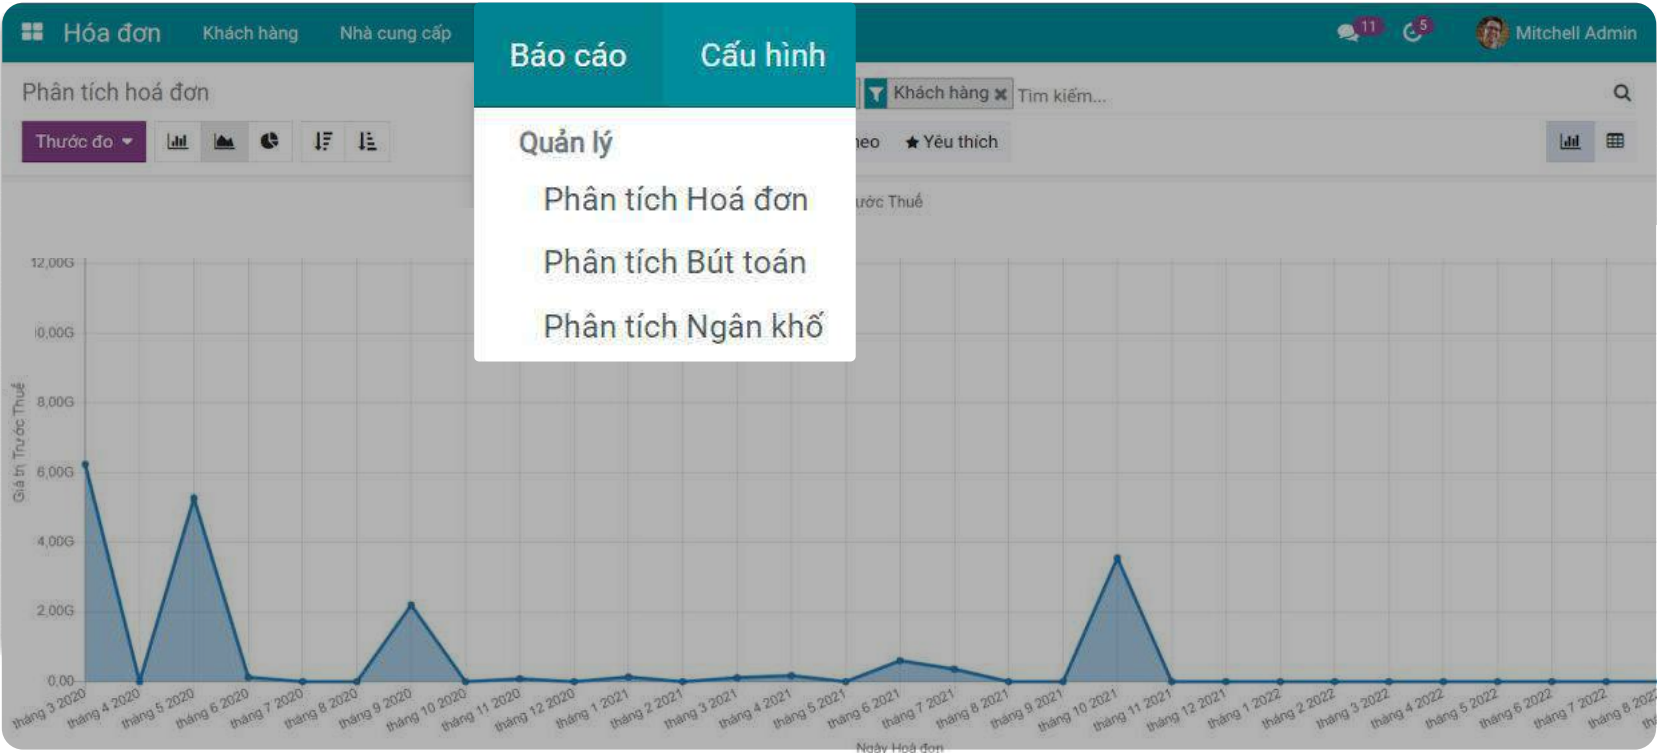 Hóa đơn
Khách hàng
Nhà cung cấp
Báo cáo
Cấu hình
11
5
Mitchell Admin
Phân tích hoá đơn
Khách hàng
Tìm kiếm...
Thước đo
Quản lý
Yêu thích
Phân tích Hoá đơn
Phân tích Bút toán
Phân tích Ngân khố
Thuế
12,00G
0,00G
8,00G
6,00G
4,00G
2,00G
0,00
Giá trị Trước Thuế
tháng 3 2020
tháng 4 2020
tháng 5 2020
tháng 6 2020
tháng 7 2020
tháng 8 2020
tháng 9 2020
tháng 10 2020
tháng 11 2020
tháng 12 2020
tháng 1 2021
tháng 2 2021
tháng 3 2021
tháng 4 2021
tháng 5 2021
tháng 6 2021
tháng 7 2021
tháng 8 2021
tháng 9 2021
tháng 10 2021
tháng 11 2021
tháng 12 2021
tháng 1 2022
tháng 2 2022
tháng 3 2022
tháng 4 2022
tháng 5 2022
tháng 6 2022
tháng 7 2022
tháng 8 202
Ngày Hoá đơn